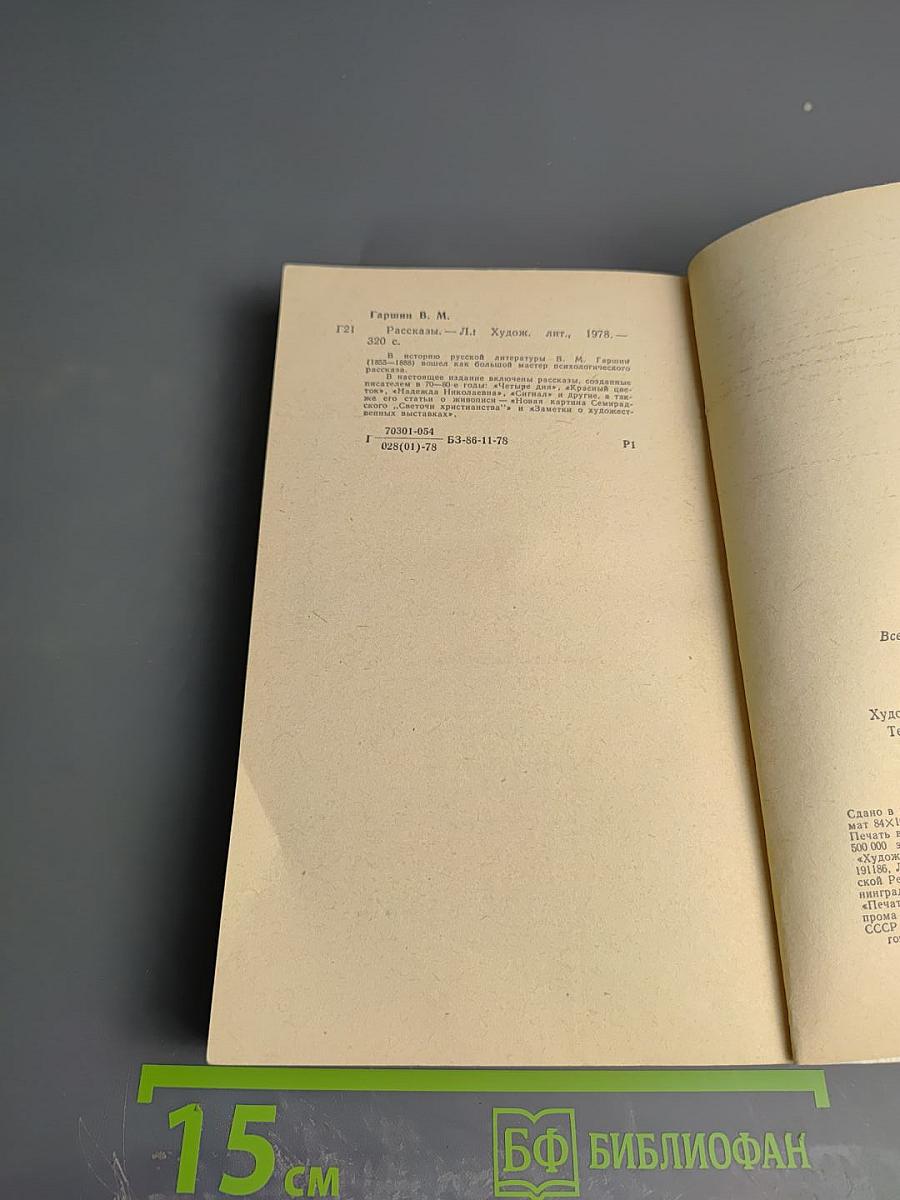 Гаршин В. М.
Г21 Рассказы. — Л.: Худож. лит., 1978. —
320 с.
В историю русской литературы В. М. Гаршин
(1855—1888) вошел как большой мастер психологического
рассказа.
В настоящее издание включены рассказы, созданные
писателем в 70—80-е годы: «Четыре дня», «Красный цве-
ток», «Надежда Николаевна», «Сигнал» и другие, а так-
же его статьи о живописи — «Новая картина Семирад-
ского „Светочи христианства"» и «Заметки о художест-
венных выставках».
Г 70301-054
028(01)-78 БЗ-86-11-78 Р1
Все
Худо
Те
Сдано в
мат 84×1
Печать в
500 000 э
«Худож
191186, Л
ской Ре
нинград
«Печат
прома
СССР
го
15 см
БФ БИБЛИОФАН